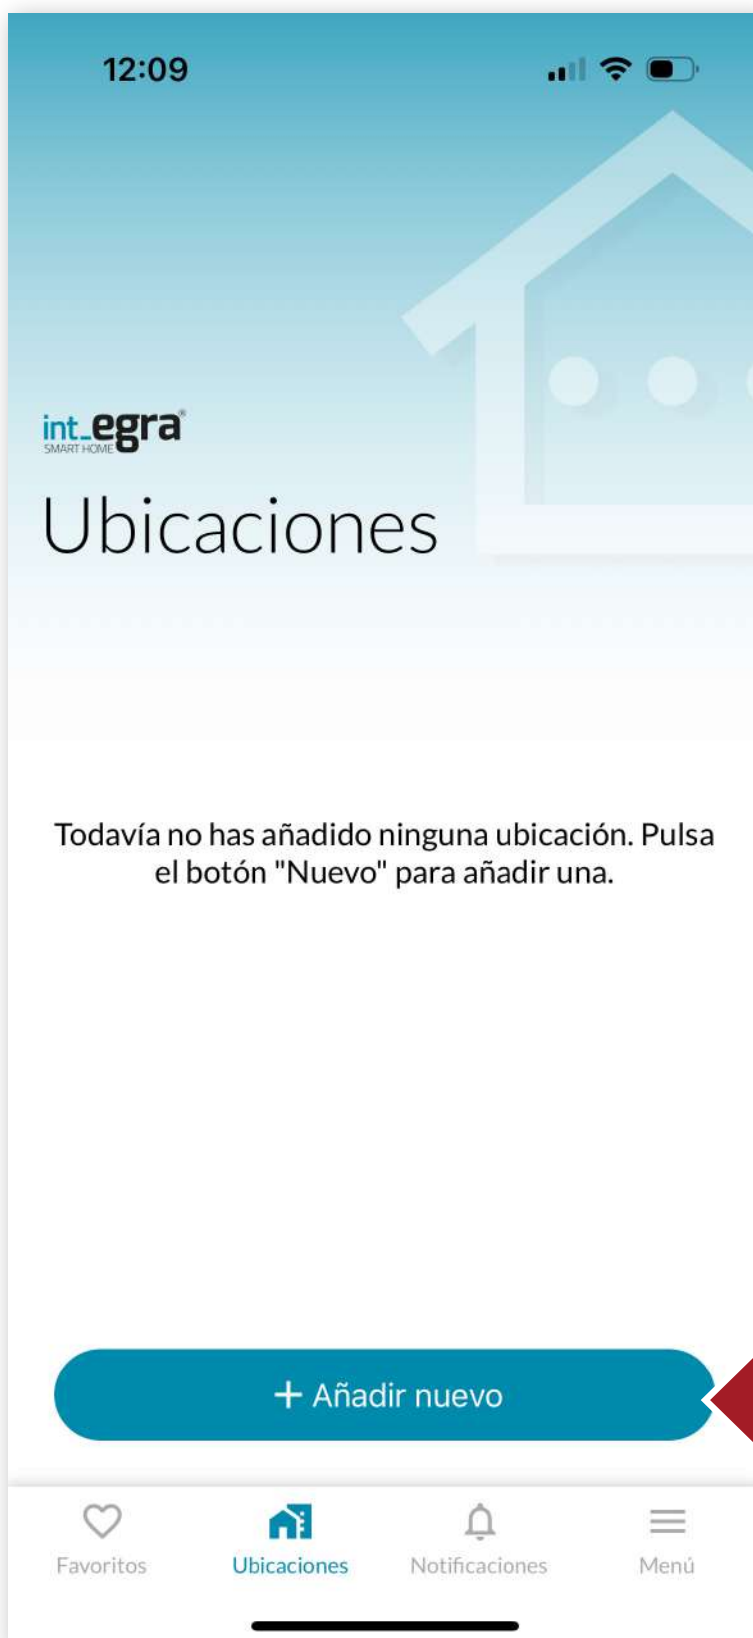 12:09
int_egra®
SMART HOME
Ubicaciones
Todavía no has añadido ninguna ubicación. Pulsa
el botón "Nuevo" para añadir una.
+ Añadir nuevo
Favoritos Ubicaciones Notificaciones Menú